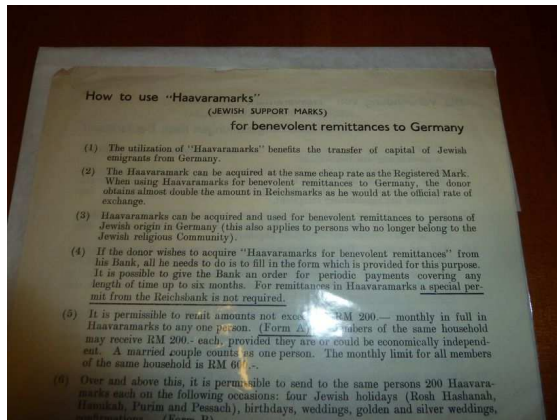 How to use "Haavaramarks"
(JEWISH SUPPORT MARKS)
for benevolent remittances to Germany
(1) The utilization of "Haavaramarks" benefits the transfer of capital of Jewish
emigrants from Germany.
(2) The Haavaramark can be acquired at the same cheap rate as the Registered Mark.
When using Haavaramarks for benevolent remittances to Germany, the donor
obtains almost double the amount in Reichsmarks as he would at the official rate of
exchange.
(3) Haavaramarks can be acquired and used for benevolent remittances to persons of
Jewish origin in Germany (this also applies to persons who no longer belong to the
Jewish religious Community).
(4) If the donor wishes to acquire "Haavaramarks for benevolent remittances" from
his Bank, all he needs to do is to fill in the form which is provided for this purpose.
It is possible to give the Bank an order for periodic payments covering any
length of time up to six months. For remittances in Haavaramarks a special per-
mit from the Reichsbank is not required.
(5) It is permissible to remit amounts not RM 200.— monthly in full in
Haavaramarks to any one person. (Form of the same household
may receive RM 200.- each, provided they are or could be economically independ-
ent. A married couple counts as one person. The monthly limit for all members
of the same household is RM
(6) Over and above this, it is permissible to send to the same persons 200 Haavara-
marks each on the following occasions: four Jewish holidays (Rosh Hashanah,
Hanukah, Purim and Pessach), birthdays, weddings, golden and silver weddings,